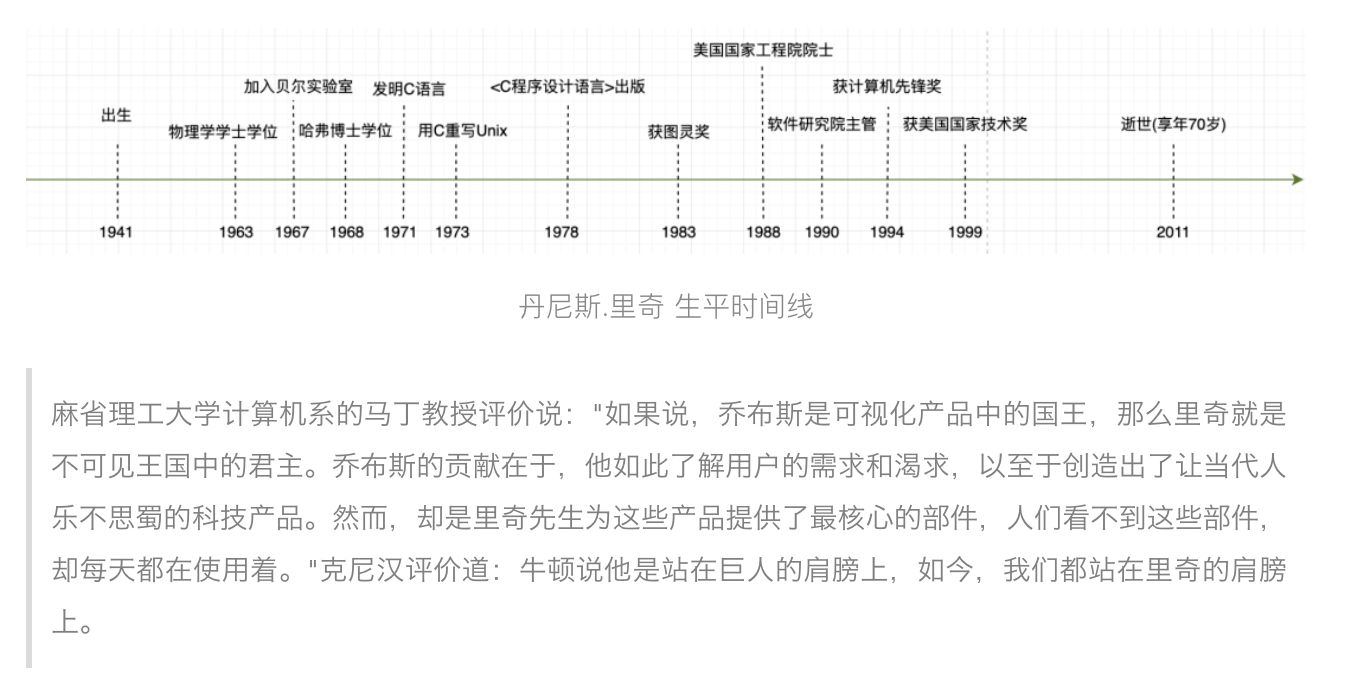 美国国家工程院院士
加入贝尔实验室 发明C语言 <C程序设计语言>出版 获计算机先锋奖
出生 物理学学士学位 哈弗博士学位 用C重写Unix 获图灵奖 软件研究院主管 获美国国家技术奖 逝世(享年70岁)
1941 1963 1967 1968 1971 1973 1978 1983 1988 1990 1994 1999 2011
丹尼斯.里奇 生平时间线
麻省理工大学计算机系的马丁教授评价说："如果说，乔布斯是可视化产品中的国王，那么里奇就是
不可见王国中的君主。乔布斯的贡献在于，他如此了解用户的需求和渴求，以至于创造出了让当代人
乐不思蜀的科技产品。然而，却是里奇先生为这些产品提供了最核心的部件，人们看不到这些部件，
却每天都在使用着。"克尼汉评价道：牛顿说他是站在巨人的肩膀上，如今，我们都站在里奇的肩膀
上。